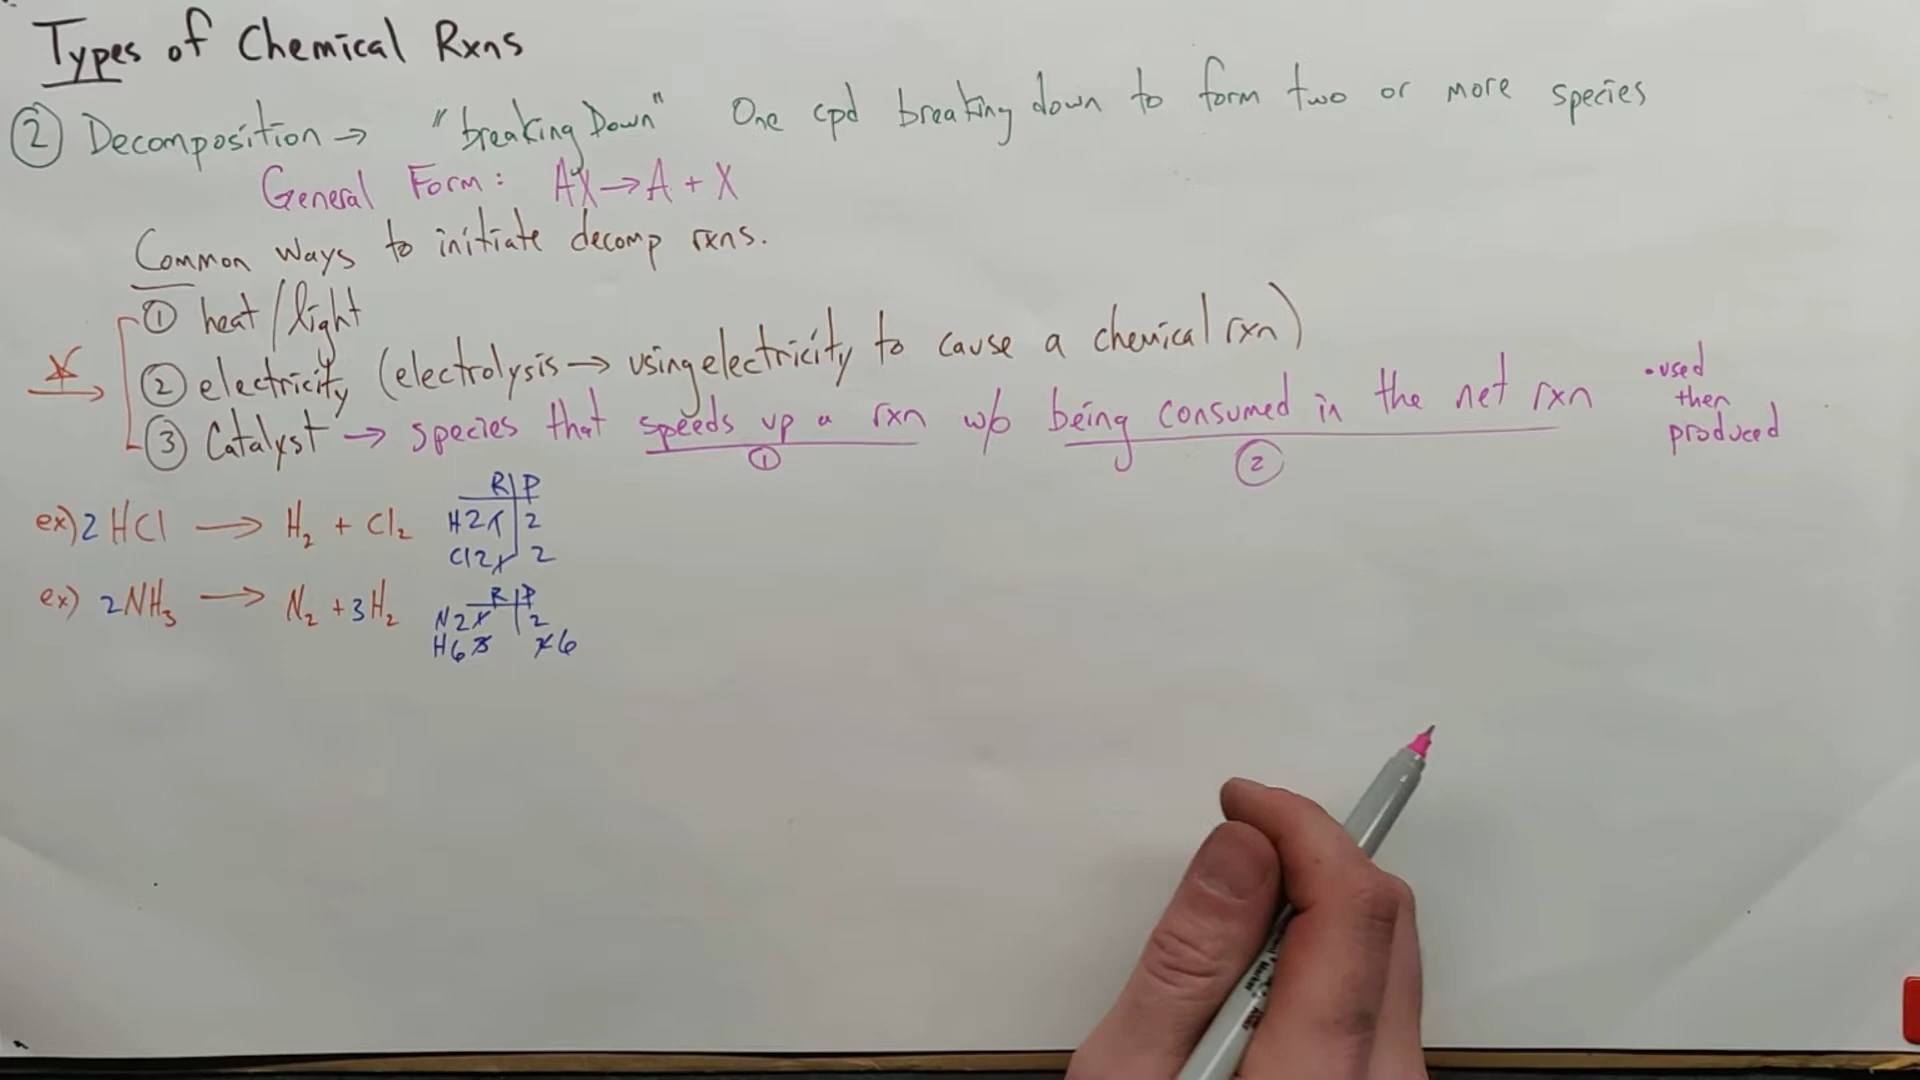 Types of Chemical Rxns
② Decomposition → "breaking Down" One cpd breaking down to form two or more species
General Form: AX → A + X
Common Ways to initiate decomp rxns.
① heat/light
② electricity (electrolysis → using electricity to cause a chemical rxn)
③ Catalyst → species that speeds up a rxn w/o being consumed in the net rxn
① ②
• used
then
produced
ex) 2HCl → H₂ + Cl₂
R | P
H 2 1 | 2
Cl 2 1 | 2
ex) 2NH₃ → N₂ + 3H₂
R | P
N 2 1 | 2
H 6 3 2 6